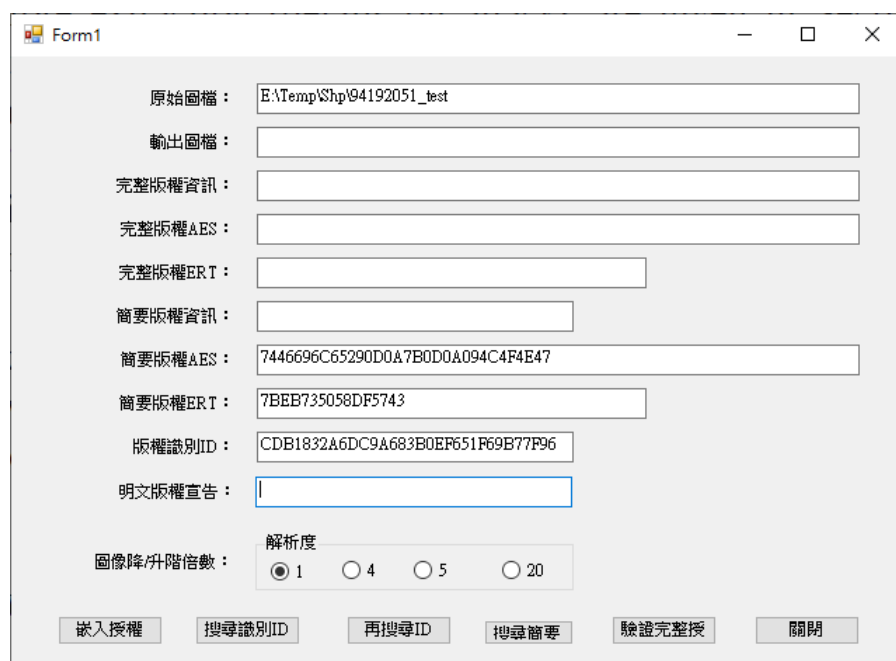 Form1
原始圖檔： E:\Temp\Shp\94192051_test
輸出圖檔：
完整版權資訊：
完整版權AES：
完整版權ERT：
簡要版權資訊：
簡要版權AES： 7446696C65290D0A7B0D0A094C4F4E47
簡要版權ERT： 7BEB735058DF5743
版權識別ID： CDB1832A6DC9A683B0EF651F69B77F96
明文版權宣告：
解析度
圖像降/升階倍數： 1 4 5 20
嵌入授權 搜尋識別ID 再搜尋ID 搜尋簡要 驗證完整授 關閉